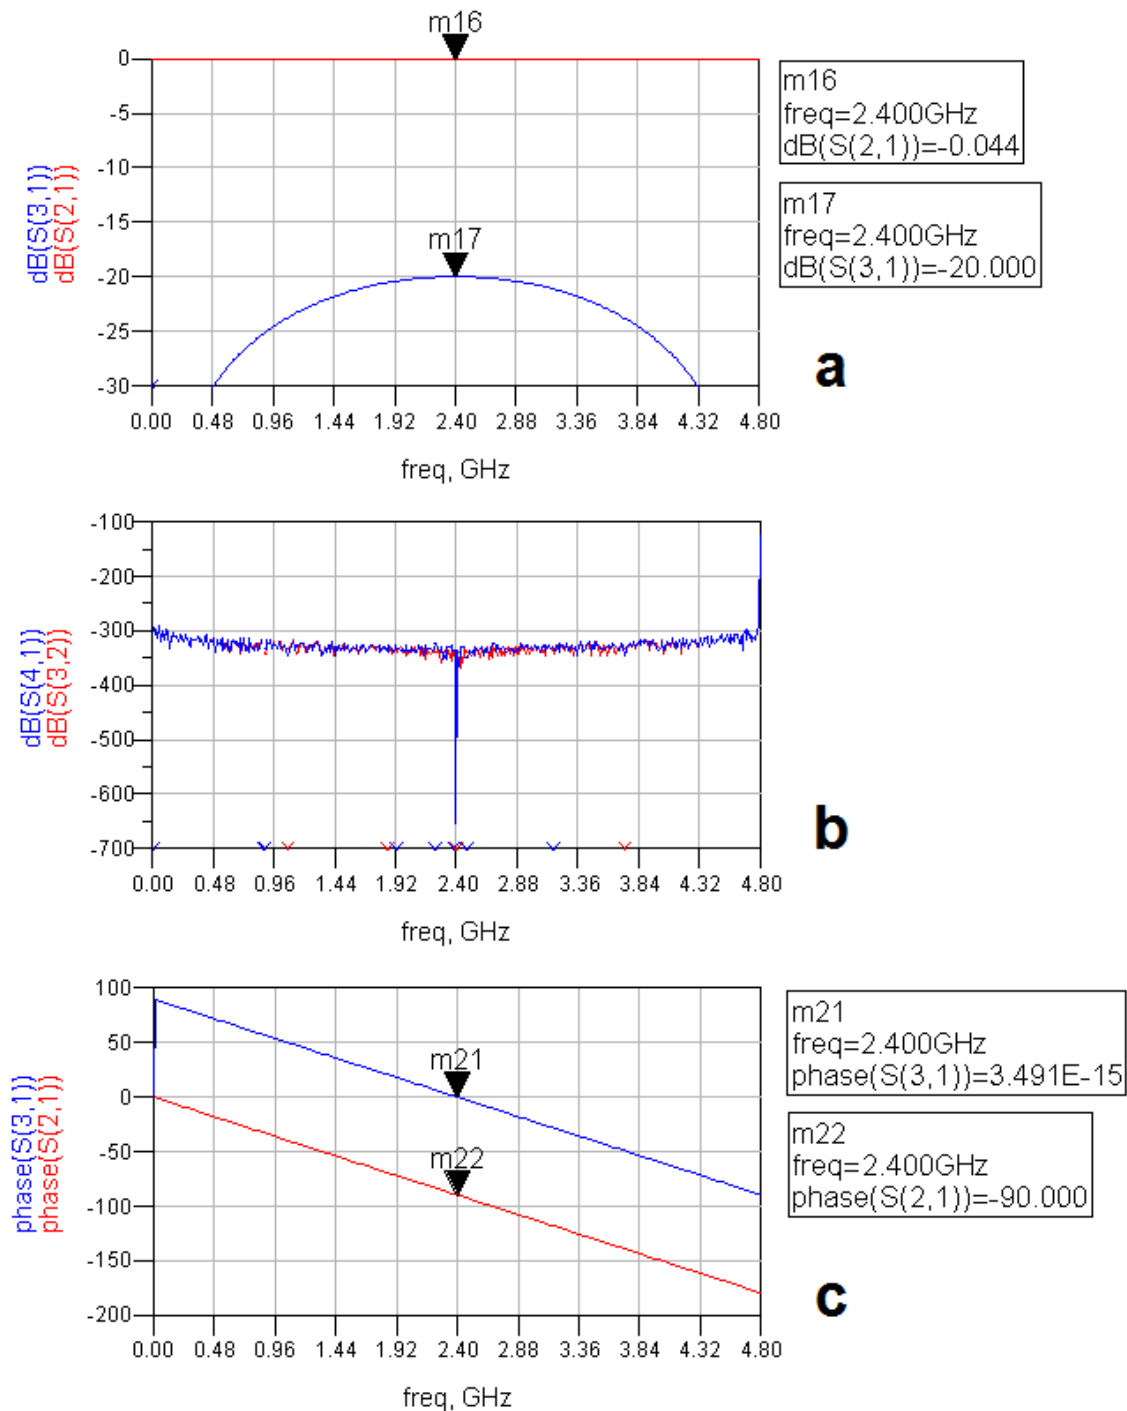 m16
0
-5
-10
-15
-20
-25
-30
dB(S(3,1))
dB(S(2,1))
m17
0.00 0.48 0.96 1.44 1.92 2.40 2.88 3.36 3.84 4.32 4.80
freq, GHz
m16
freq=2.400GHz
dB(S(2,1))=-0.044
m17
freq=2.400GHz
dB(S(3,1))=-20.000
a
-100
-200
-300
-400
-500
-600
-700
dB(S(4,1))
dB(S(3,2))
0.00 0.48 0.96 1.44 1.92 2.40 2.88 3.36 3.84 4.32 4.80
freq, GHz
b
100
50
0
-50
-100
-150
-200
phase(S(3,1))
phase(S(2,1))
m21
m22
0.00 0.48 0.96 1.44 1.92 2.40 2.88 3.36 3.84 4.32 4.80
freq, GHz
m21
freq=2.400GHz
phase(S(3,1))=3.491E-15
m22
freq=2.400GHz
phase(S(2,1))=-90.000
c